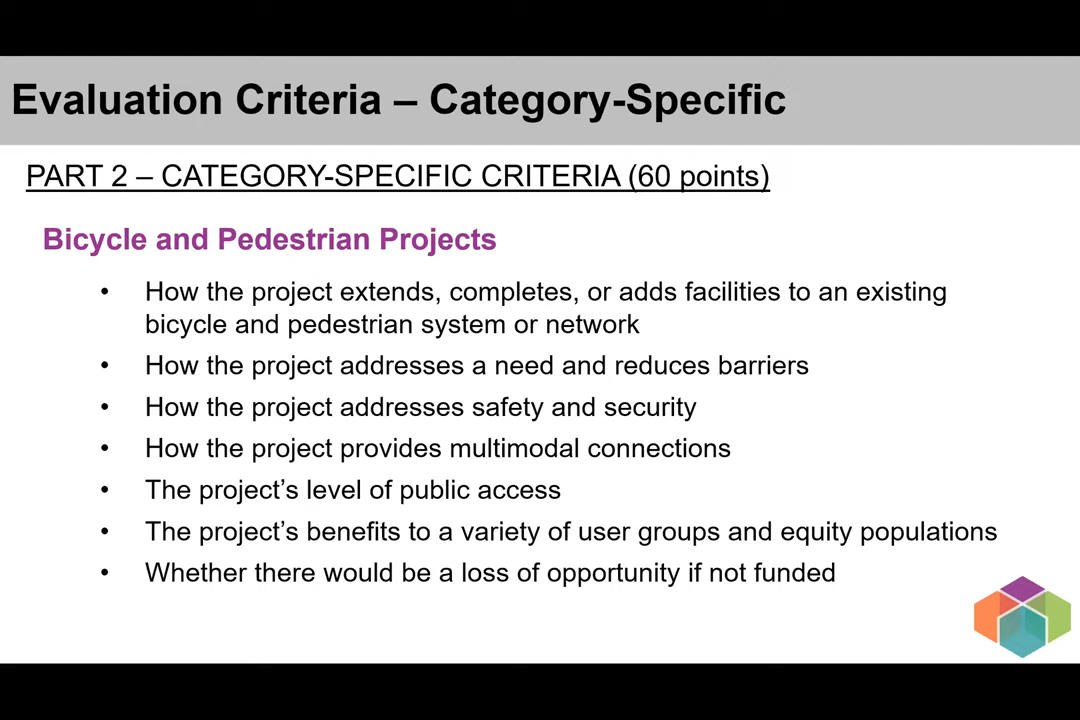 Evaluation Criteria – Category-Specific
PART 2 – CATEGORY-SPECIFIC CRITERIA (60 points)
Bicycle and Pedestrian Projects
• How the project extends, completes, or adds facilities to an existing
bicycle and pedestrian system or network
• How the project addresses a need and reduces barriers
• How the project addresses safety and security
• How the project provides multimodal connections
• The project’s level of public access
• The project’s benefits to a variety of user groups and equity populations
• Whether there would be a loss of opportunity if not funded